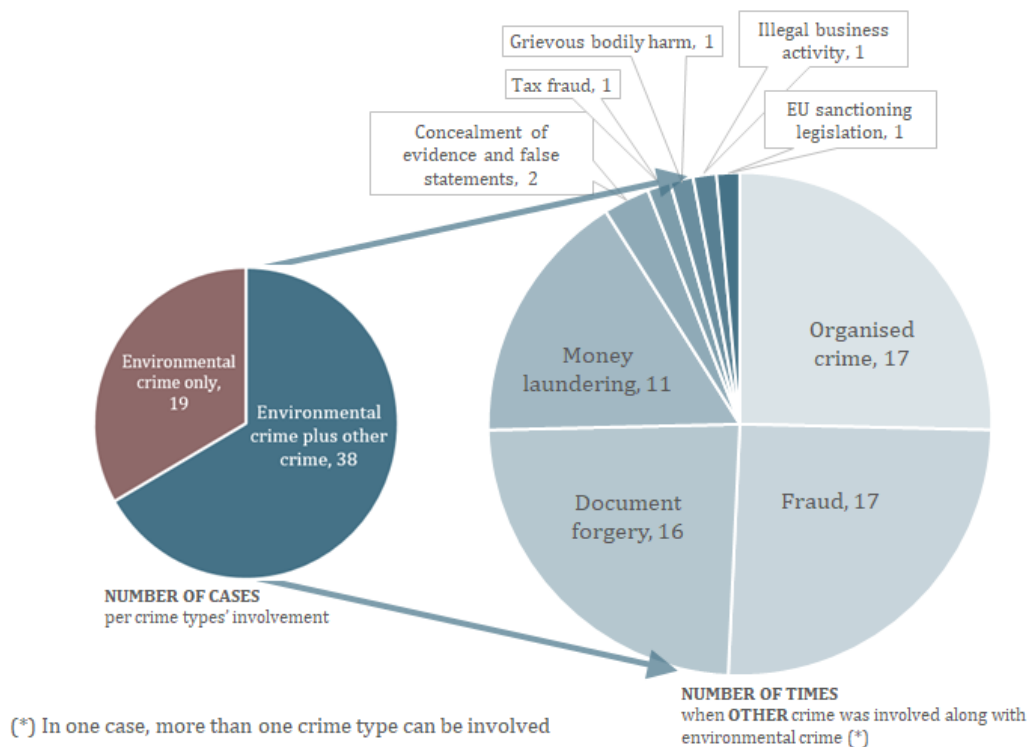 Grievous bodily harm, 1
Illegal business
activity, 1
Tax fraud, 1
EU sanctioning
legislation, 1
Concealment of
evidence and false
statements, 2
Organised
crime, 17
Money
laundering, 11
Environmental
crime only,
19
Environmental
crime plus other
crime, 38
Document
forgery, 16
Fraud, 17
NUMBER OF CASES
per crime types' involvement
NUMBER OF TIMES
when OTHER crime was involved along with
environmental crime (*)
(*) In one case, more than one crime type can be involved